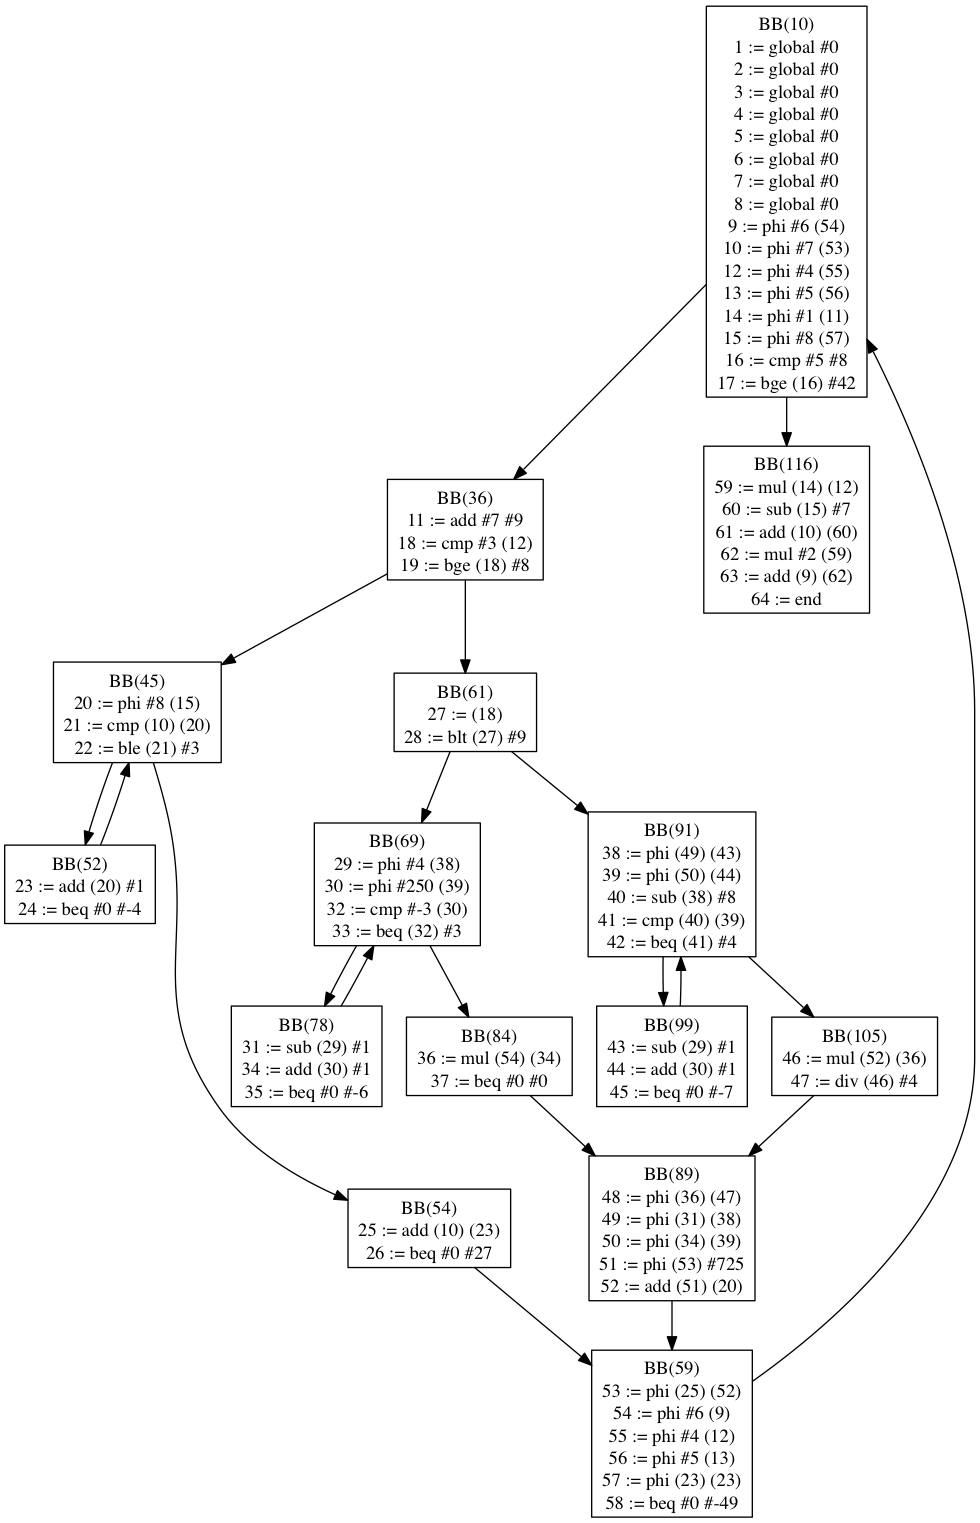 BB(10)
1 := global #0
2 := global #0
3 := global #0
4 := global #0
5 := global #0
6 := global #0
7 := global #0
8 := global #0
9 := phi #6 (54)
10 := phi #7 (53)
12 := phi #4 (55)
13 := phi #5 (56)
14 := phi #1 (11)
15 := phi #8 (57)
16 := cmp #5 #8
17 := bge (16) #42
BB(116)
59 := mul (14) (12)
60 := sub (15) #7
61 := add (10) (60)
62 := mul #2 (59)
63 := add (9) (62)
64 := end
BB(36)
11 := add #7 #9
18 := cmp #3 (12)
19 := bge (18) #8
BB(45)
20 := phi #8 (15)
21 := cmp (10) (20)
22 := ble (21) #3
BB(61)
27 := (18)
28 := blt (27) #9
BB(52)
23 := add (20) #1
24 := beq #0 #-4
BB(69)
29 := phi #4 (38)
30 := phi #250 (39)
32 := cmp #-3 (30)
33 := beq (32) #3
BB(91)
38 := phi (49) (43)
39 := phi (50) (44)
40 := sub (38) #8
41 := cmp (40) (39)
42 := beq (41) #4
BB(78)
31 := sub (29) #1
34 := add (30) #1
35 := beq #0 #-6
BB(84)
36 := mul (54) (34)
37 := beq #0 #0
BB(99)
43 := sub (29) #1
44 := add (30) #1
45 := beq #0 #-7
BB(105)
46 := mul (52) (36)
47 := div (46) #4
BB(89)
48 := phi (36) (47)
49 := phi (31) (38)
50 := phi (34) (39)
51 := phi (53) #725
52 := add (51) (20)
BB(54)
25 := add (10) (23)
26 := beq #0 #27
BB(59)
53 := phi (25) (52)
54 := phi #6 (9)
55 := phi #4 (12)
56 := phi #5 (13)
57 := phi (23) (23)
58 := beq #0 #-49